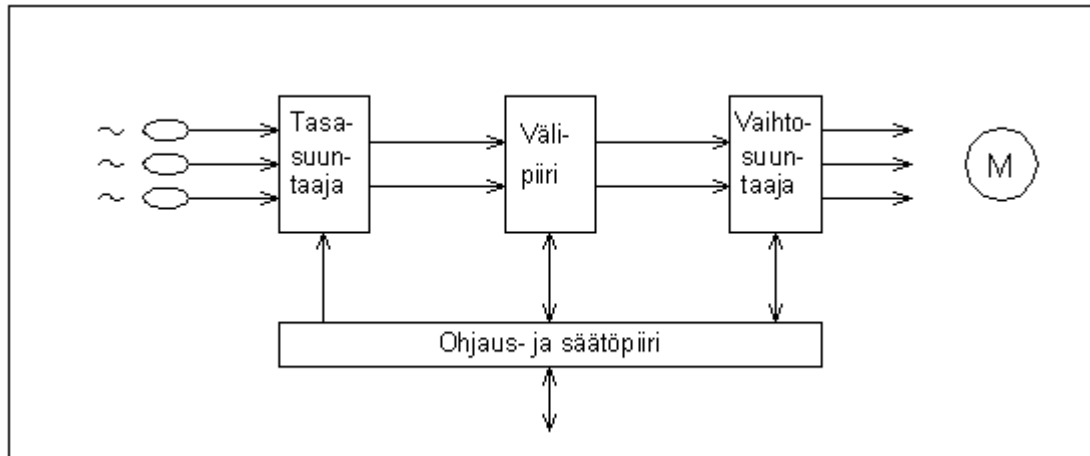 Tasa-
suun-
taaja
Väli-
piiri
Vaihto-
suun-
taaja
M
Ohjaus- ja säätöpiiri